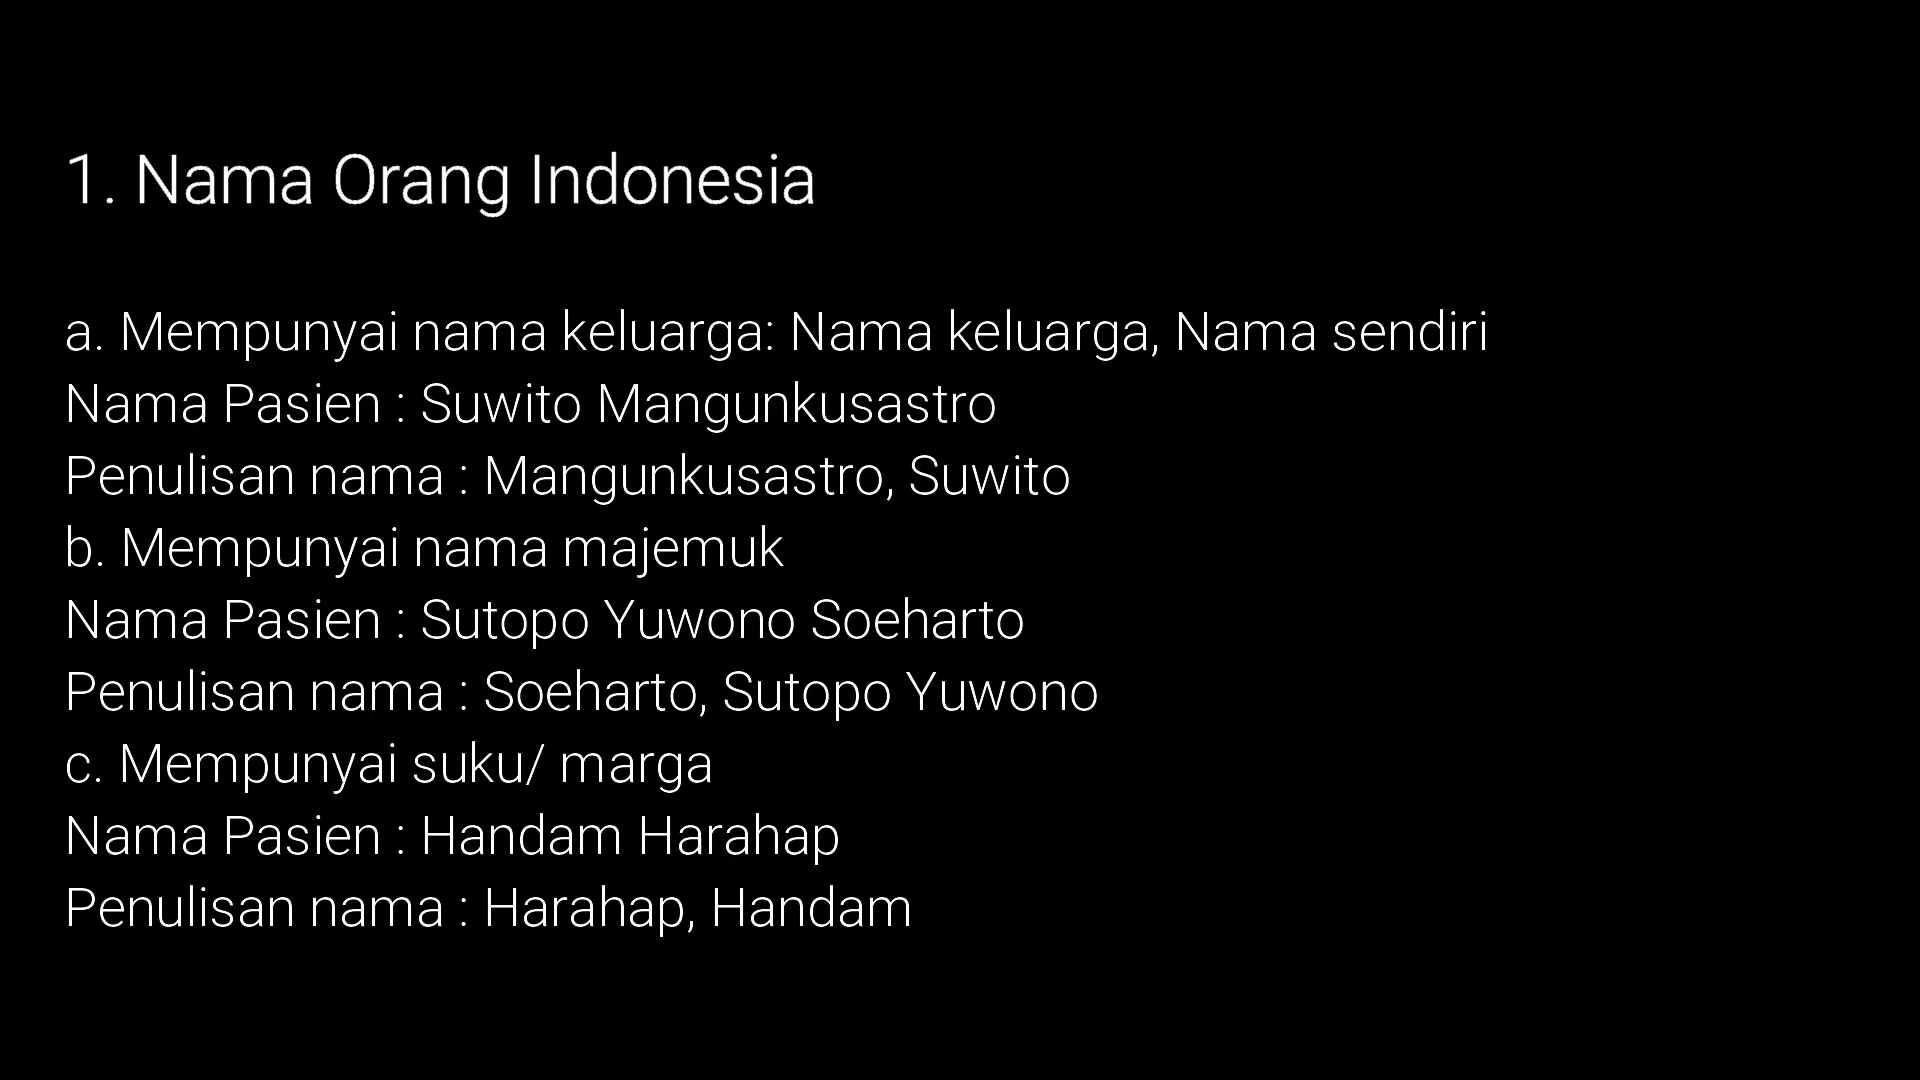 1. Nama Orang Indonesia
a. Mempunyai nama keluarga: Nama keluarga, Nama sendiri
Nama Pasien : Suwito Mangunkusastro
Penulisan nama : Mangunkusastro, Suwito
b. Mempunyai nama majemuk
Nama Pasien : Sutopo Yuwono Soeharto
Penulisan nama : Soeharto, Sutopo Yuwono
c. Mempunyai suku/ marga
Nama Pasien : Handam Harahap
Penulisan nama : Harahap, Handam